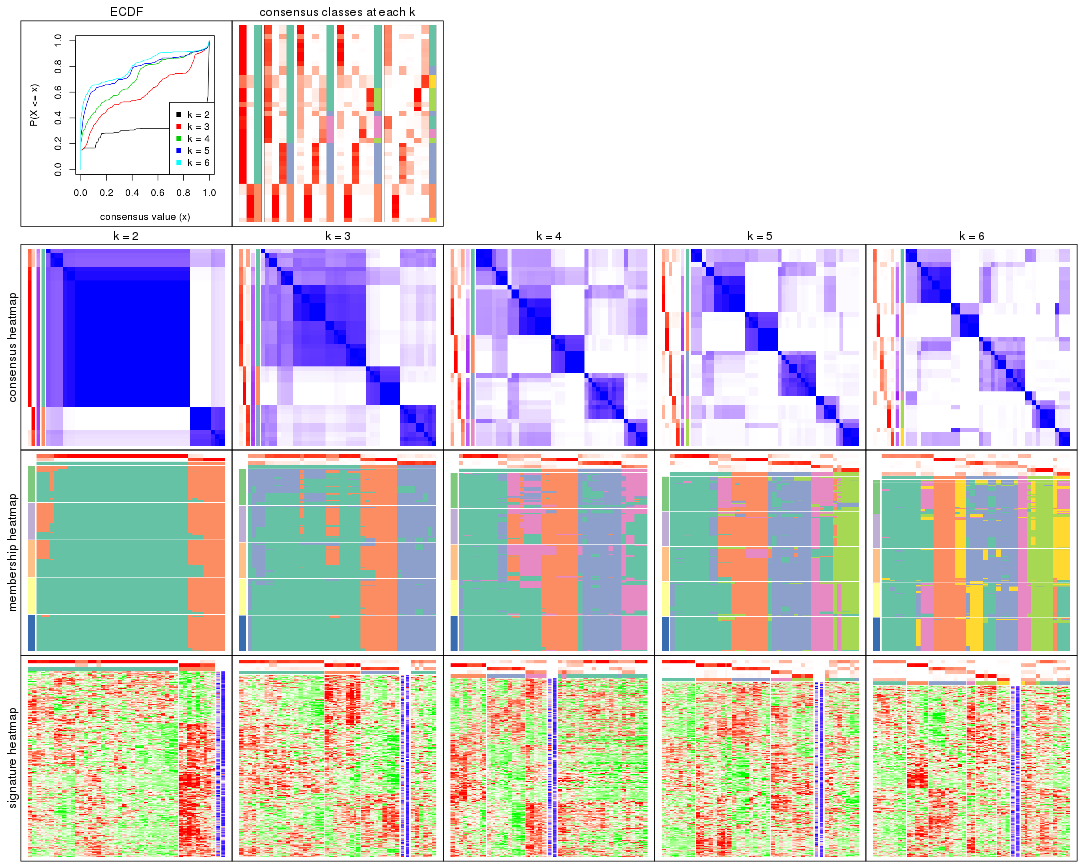 ECDF
consensus classes at each k
P(X <= x)
0.0 0.2 0.4 0.6 0.8 1.0
k = 2
k = 3
k = 4
k = 5
k = 6
0.0 0.2 0.4 0.6 0.8 1.0
consensus value (x)
k = 2
k = 3
k = 4
k = 5
k = 6
consensus heatmap
membership heatmap
signature heatmap